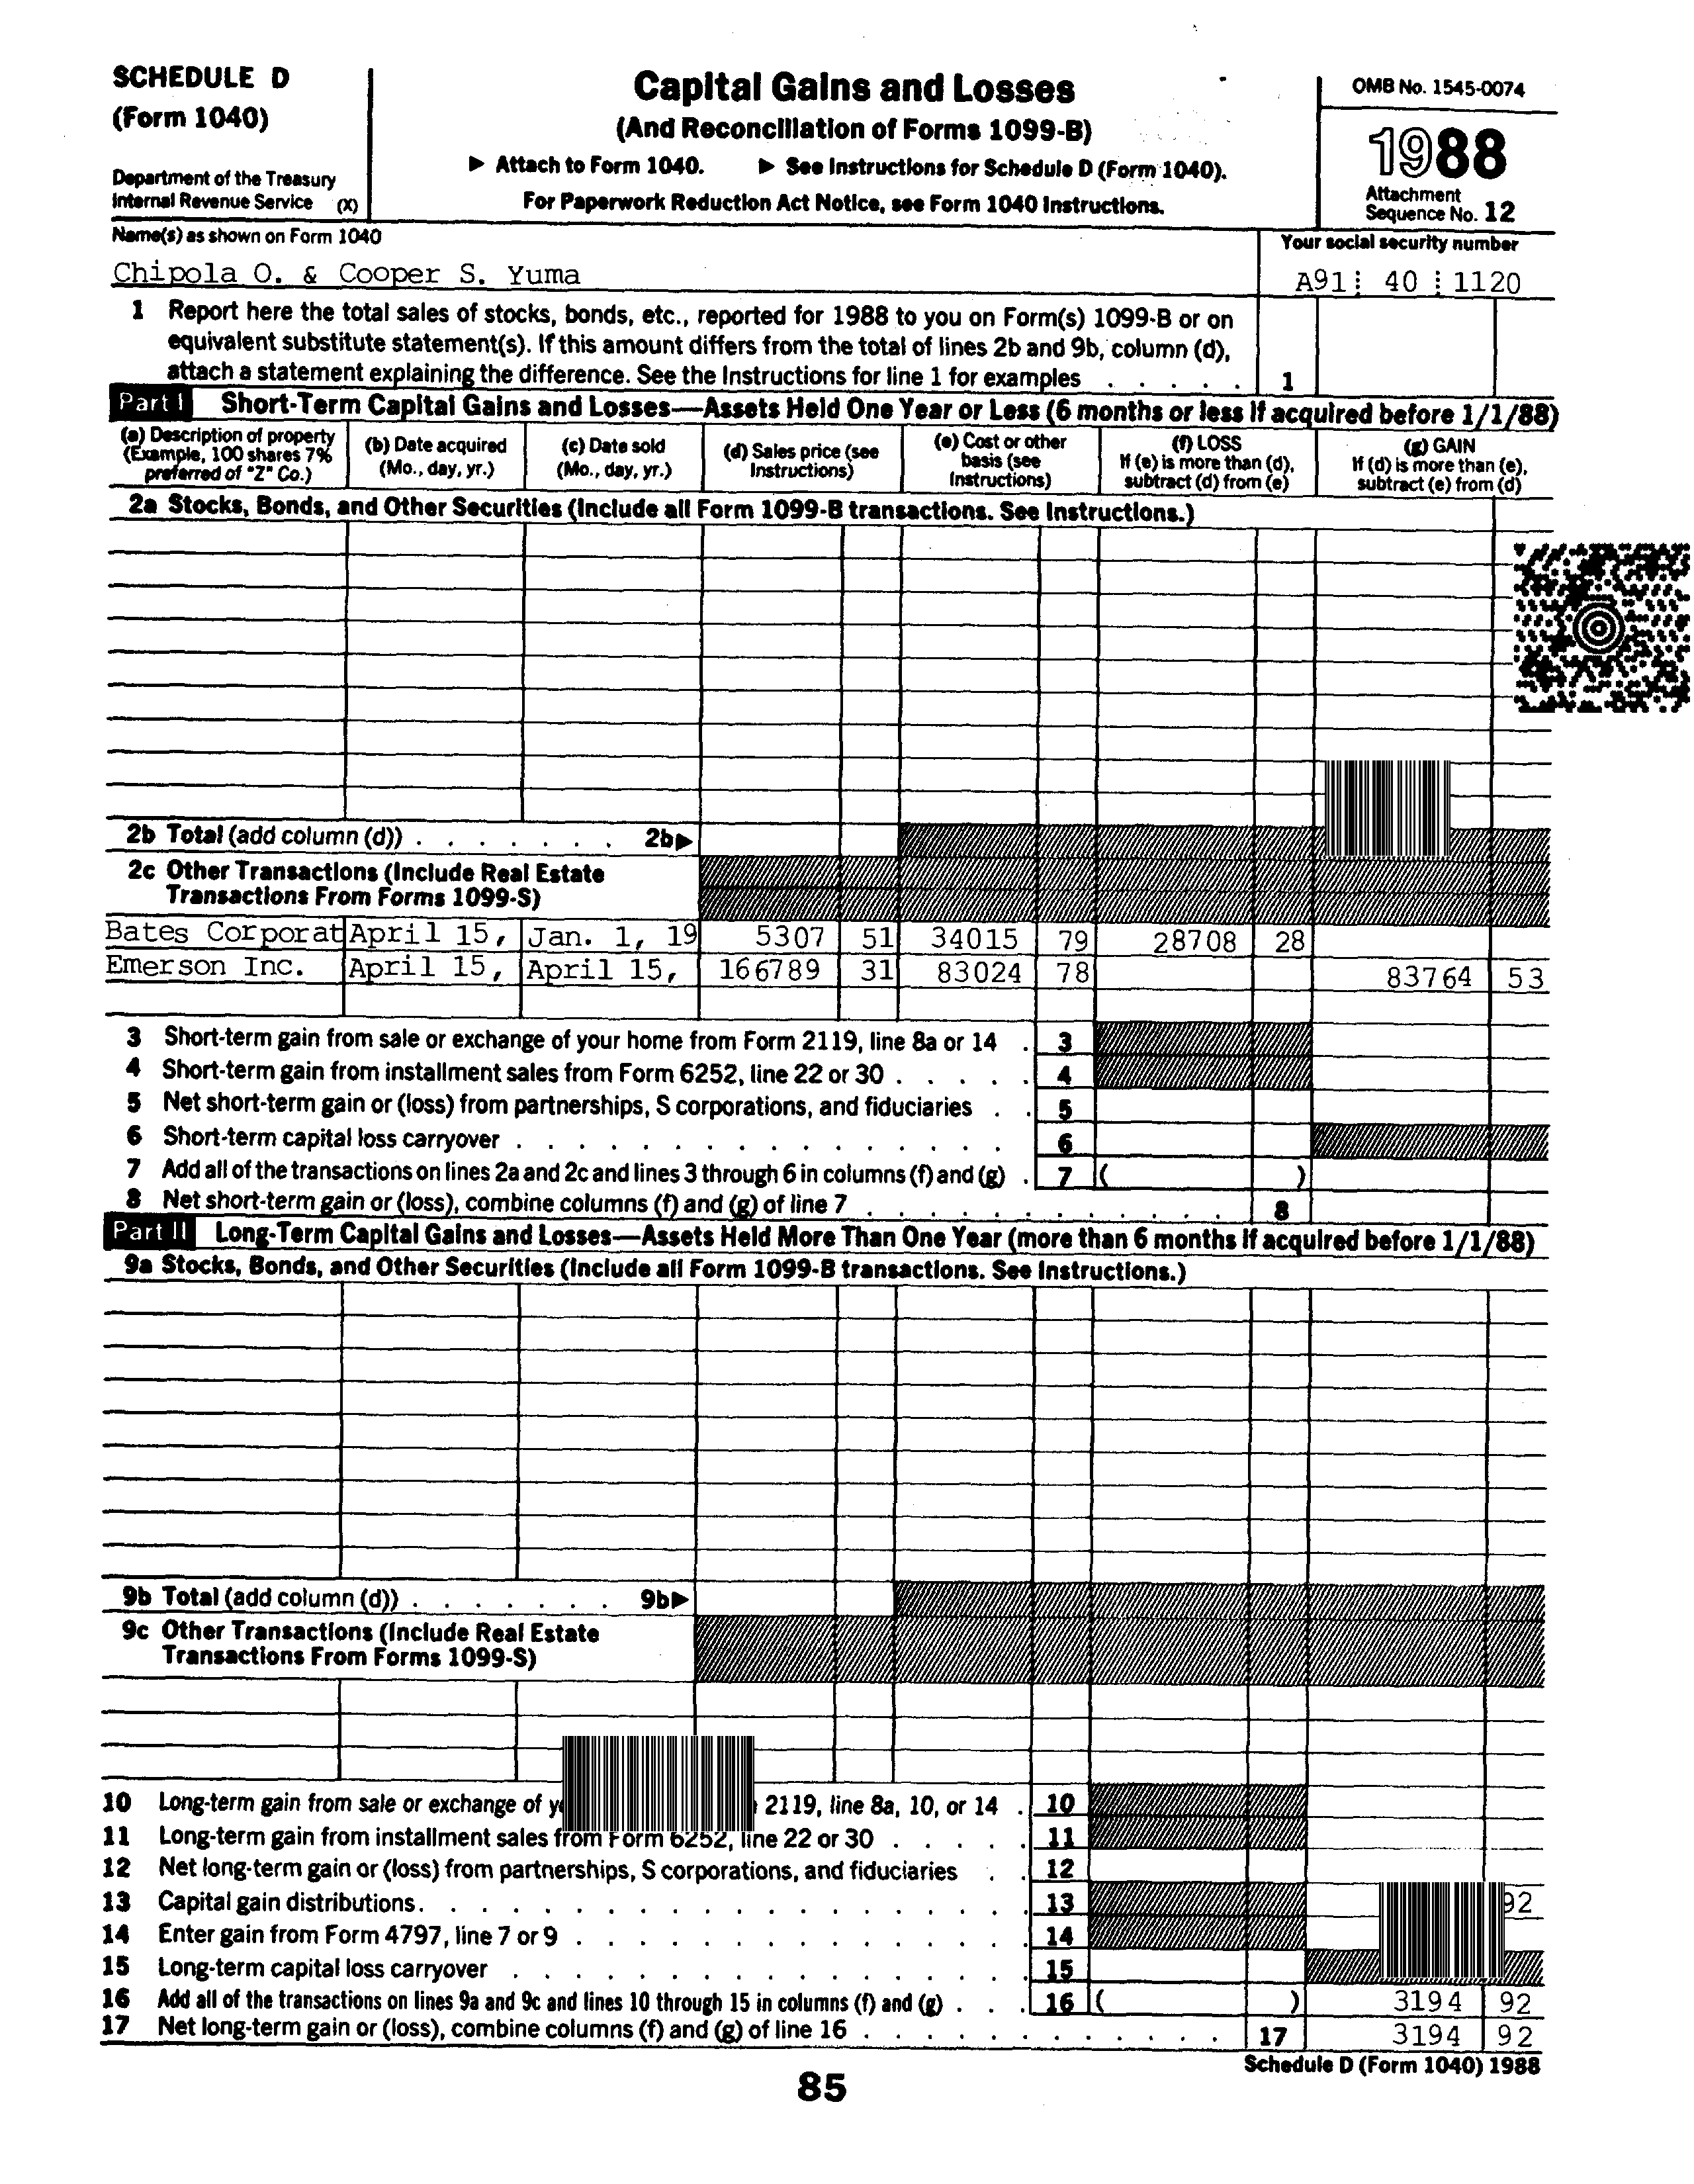 SCHEDULE D
(Form 1040)
Department of the Treasury
Internal Revenue Service (X)
Capital Gains and Losses
(And Reconciliation of Forms 1099-B)
▶ Attach to Form 1040. ▶ See Instructions for Schedule D (Form 1040).
For Paperwork Reduction Act Notice, see Form 1040 Instructions.
OMB No. 1545-0074
1988
Attachment
Sequence No. 12
Name(s) as shown on Form 1040
Chipola O. & Cooper S. Yuma
Your social security number
A91 40 1120
1 Report here the total sales of stocks, bonds, etc., reported for 1988 to you on Form(s) 1099-B or on
equivalent substitute statement(s). If this amount differs from the total of lines 2b and 9b, column (d),
attach a statement explaining the difference. See the Instructions for line 1 for examples . . . . . 1
Part I Short-Term Capital Gains and Losses—Assets Held One Year or Less (6 months or less if acquired before 1/1/88)
(a) Description of property
(Example, 100 shares 7%
preferred of "Z" Co.)
(b) Date acquired
(Mo., day, yr.)
(c) Date sold
(Mo., day, yr.)
(d) Sales price (see
Instructions)
(e) Cost or other
basis (see
Instructions)
(f) LOSS
If (e) is more than (d),
subtract (d) from (e)
(g) GAIN
If (d) is more than (e),
subtract (e) from (d)
2a Stocks, Bonds, and Other Securities (Include all Form 1099-B transactions. See Instructions.)
2b Total (add column (d)) . . . . . . . 2b▶
2c Other Transactions (Include Real Estate
Transactions From Forms 1099-S)
Bates Corporat April 15, Jan. 1, 19 5307 51 34015 79 28708 28
Emerson Inc. April 15, April 15, 166789 31 83024 78 83764 53
3 Short-term gain from sale or exchange of your home from Form 2119, line 8a or 14 . 3
4 Short-term gain from installment sales from Form 6252, line 22 or 30 . . . . . 4
5 Net short-term gain or (loss) from partnerships, S corporations, and fiduciaries . . 5
6 Short-term capital loss carryover . . . . . . . . . . . . . . . . 6
7 Add all of the transactions on lines 2a and 2c and lines 3 through 6 in columns (f) and (g) . 7 ( )
8 Net short-term gain or (loss), combine columns (f) and (g) of line 7 . . . . . . . . . . . . 8
Part II Long-Term Capital Gains and Losses—Assets Held More Than One Year (more than 6 months if acquired before 1/1/88)
9a Stocks, Bonds, and Other Securities (Include all Form 1099-B transactions. See Instructions.)
9b Total (add column (d)) . . . . . . . 9b▶
9c Other Transactions (Include Real Estate
Transactions From Forms 1099-S)
10 Long-term gain from sale or exchange of 2119, line 8a, 10, or 14 . 10
11 Long-term gain from installment sales from Form 6252, line 22 or 30 . . . . . 11
12 Net long-term gain or (loss) from partnerships, S corporations, and fiduciaries . . 12
13 Capital gain distributions . . . . . . . . . . . . . . . . . . . 13 92
14 Enter gain from Form 4797, line 7 or 9 . . . . . . . . . . . . . . 14
15 Long-term capital loss carryover . . . . . . . . . . . . . . . . 15
16 Add all of the transactions on lines 9a and 9c and lines 10 through 15 in columns (f) and (g) . . . 16 ( ) 3194 92
17 Net long-term gain or (loss), combine columns (f) and (g) of line 16 . . . . . . . . . . . . 17 3194 92
Schedule D (Form 1040) 1988
85